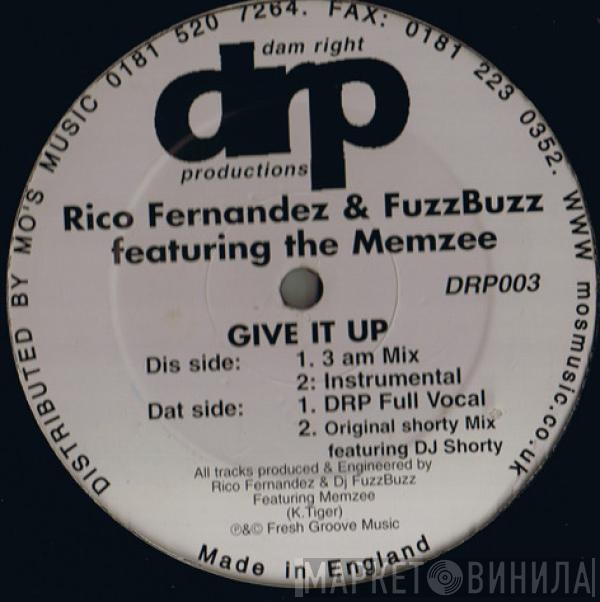 DISTRIBUTED BY MO'S MUSIC 0181 520 7264. FAX: 0181 223 0352. WWW mosmusic.co.uk
dam right
drp
productions
Rico Fernandez & FuzzBuzz
featuring the Memzee
DRP003
GIVE IT UP
Dis side: 1. 3 am Mix
2: Instrumental
Dat side: 1. DRP Full Vocal
2. Original shorty Mix
featuring DJ Shorty
All tracks produced & Engineered by
Rico Fernandez & Dj FuzzBuzz
Featuring Memzee
(K.Tiger)
℗&© Fresh Groove Music
Made in England
МАРКЕТ ВИНИЛА